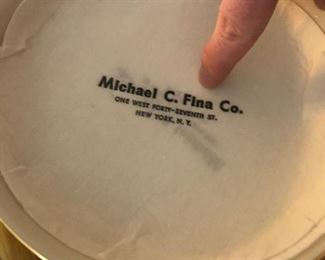 Michael C. Fina Co.
ONE WEST FORTY-SEVENTH ST.
NEW YORK, N. Y.